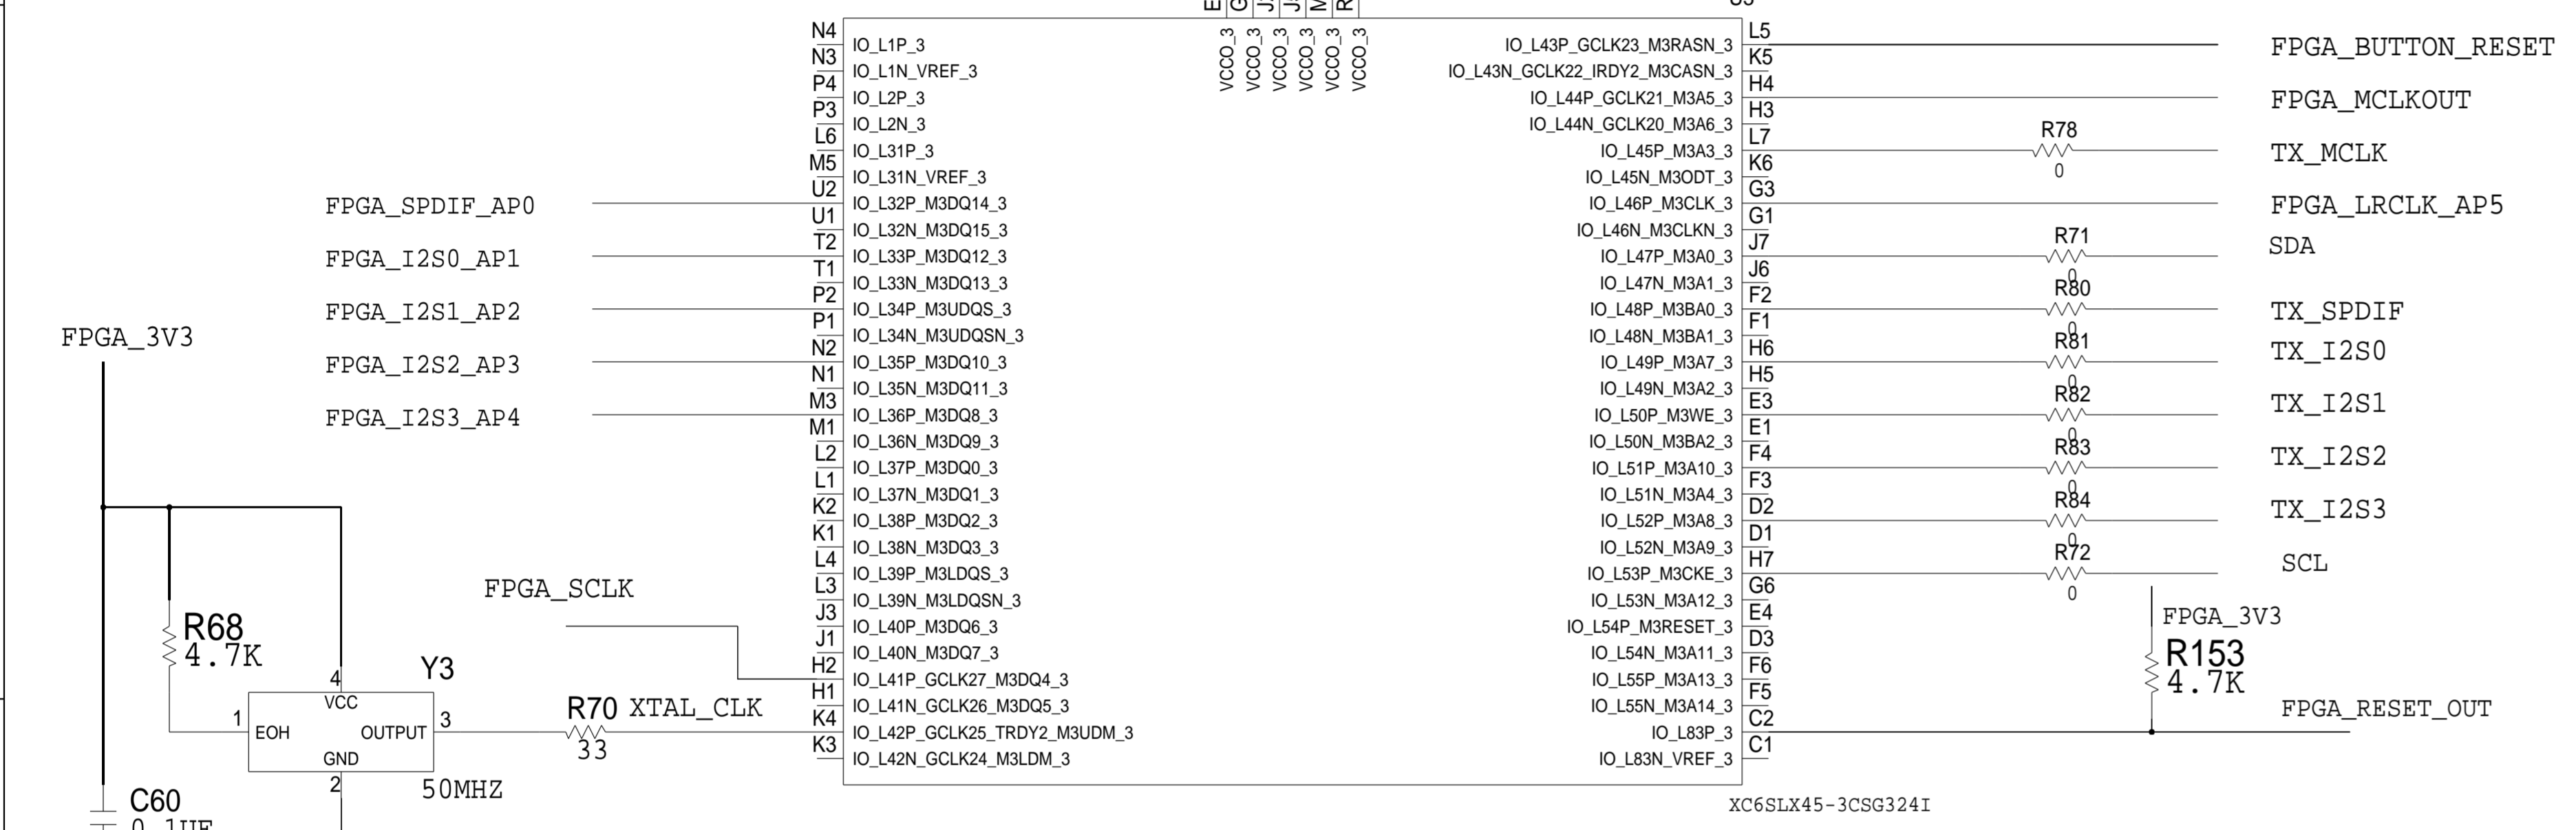 VCCO_3
VCCO_3
VCCO_3
VCCO_3
VCCO_3
VCCO_3
N4 IO_L1P_3
N3 IO_L1N_VREF_3
P4 IO_L2P_3
P3 IO_L2N_3
L6 IO_L31P_3
M5 IO_L31N_VREF_3
FPGA_SPDIF_AP0 U2 IO_L32P_M3DQ14_3
U1 IO_L32N_M3DQ15_3
FPGA_I2S0_AP1 T2 IO_L33P_M3DQ12_3
T1 IO_L33N_M3DQ13_3
FPGA_I2S1_AP2 P2 IO_L34P_M3UDQS_3
P1 IO_L34N_M3UDQSN_3
FPGA_I2S2_AP3 N2 IO_L35P_M3DQ10_3
N1 IO_L35N_M3DQ11_3
FPGA_I2S3_AP4 M3 IO_L36P_M3DQ8_3
M1 IO_L36N_M3DQ9_3
L2 IO_L37P_M3DQ0_3
L1 IO_L37N_M3DQ1_3
K2 IO_L38P_M3DQ2_3
K1 IO_L38N_M3DQ3_3
L4 IO_L39P_M3LDQS_3
L3 IO_L39N_M3LDQSN_3
J3 IO_L40P_M3DQ6_3
J1 IO_L40N_M3DQ7_3
FPGA_SCLK H2 IO_L41P_GCLK27_M3DQ4_3
H1 IO_L41N_GCLK26_M3DQ5_3
K4 IO_L42P_GCLK25_TRDY2_M3UDM_3
K3 IO_L42N_GCLK24_M3LDM_3
IO_L43P_GCLK23_M3RASN_3 L5 FPGA_BUTTON_RESET
IO_L43N_GCLK22_IRDY2_M3CASN_3 K5
IO_L44P_GCLK21_M3A5_3 H4 FPGA_MCLKOUT
IO_L44N_GCLK20_M3A6_3 H3
IO_L45P_M3A3_3 L7 R78 0 TX_MCLK
IO_L45N_M3ODT_3 K6
IO_L46P_M3CLK_3 G3 FPGA_LRCLK_AP5
IO_L46N_M3CLKN_3 G1
IO_L47P_M3A0_3 J7 R71 0 SDA
IO_L47N_M3A1_3 J6
IO_L48P_M3BA0_3 F2 R80 0 TX_SPDIF
IO_L48N_M3BA1_3 F1
IO_L49P_M3A7_3 H6 R81 0 TX_I2S0
IO_L49N_M3A2_3 H5
IO_L50P_M3WE_3 E3 R82 0 TX_I2S1
IO_L50N_M3BA2_3 E1
IO_L51P_M3A10_3 F4 R83 0 TX_I2S2
IO_L51N_M3A4_3 F3
IO_L52P_M3A8_3 D2 R84 0 TX_I2S3
IO_L52N_M3A9_3 D1
IO_L53P_M3CKE_3 H7 R72 0 SCL
IO_L53N_M3A12_3 G6
IO_L54P_M3RESET_3 E4
IO_L54N_M3A11_3 D3
IO_L55P_M3A13_3 F6
IO_L55N_M3A14_3 F5
IO_L83P_3 C2 FPGA_RESET_OUT
IO_L83N_VREF_3 C1
FPGA_3V3
R153
4.7K
XC6SLX45-3CSG324I
FPGA_3V3
R68
4.7K
Y3
4
VCC
1 EOH OUTPUT 3
GND
2
50MHZ
R70 XTAL_CLK
33
C60
0.1UF